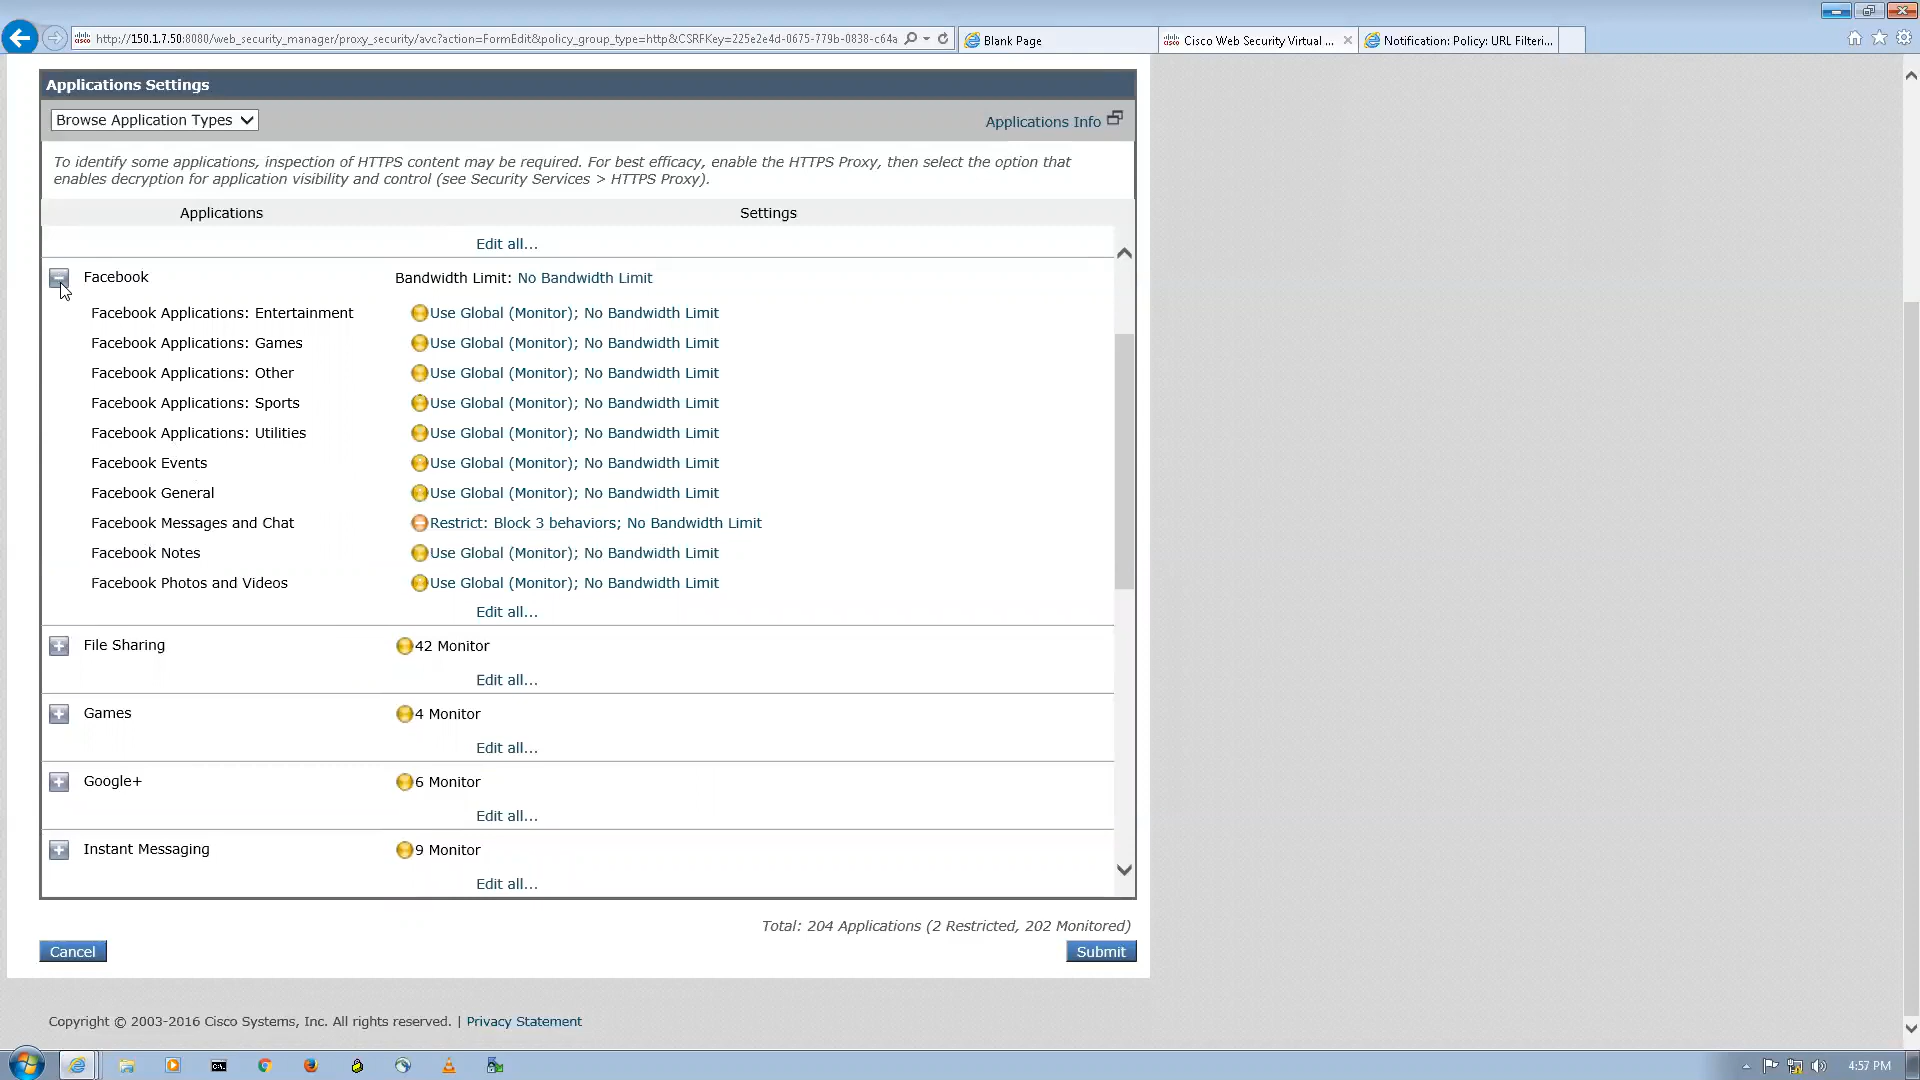 http://150.1.7.50:8080/web_security_manager/proxy_security/avc?action=FormEdit&policy_group_type=http&CSRFKey=225e2e4d-0675-779b-0838-c64a
Blank Page
Cisco Web Security Virtual ...
Notification: Policy: URL Filteri...
Applications Settings
Browse Application Types
Applications Info
To identify some applications, inspection of HTTPS content may be required. For best efficacy, enable the HTTPS Proxy, then select the option that
enables decryption for application visibility and control (see Security Services > HTTPS Proxy).
Applications Settings
Edit all...
Facebook Bandwidth Limit: No Bandwidth Limit
Facebook Applications: Entertainment Use Global (Monitor); No Bandwidth Limit
Facebook Applications: Games Use Global (Monitor); No Bandwidth Limit
Facebook Applications: Other Use Global (Monitor); No Bandwidth Limit
Facebook Applications: Sports Use Global (Monitor); No Bandwidth Limit
Facebook Applications: Utilities Use Global (Monitor); No Bandwidth Limit
Facebook Events Use Global (Monitor); No Bandwidth Limit
Facebook General Use Global (Monitor); No Bandwidth Limit
Facebook Messages and Chat Restrict: Block 3 behaviors; No Bandwidth Limit
Facebook Notes Use Global (Monitor); No Bandwidth Limit
Facebook Photos and Videos Use Global (Monitor); No Bandwidth Limit
Edit all...
File Sharing 42 Monitor
Edit all...
Games 4 Monitor
Edit all...
Google+ 6 Monitor
Edit all...
Instant Messaging 9 Monitor
Edit all...
Total: 204 Applications (2 Restricted, 202 Monitored)
Cancel
Submit
Copyright © 2003-2016 Cisco Systems, Inc. All rights reserved. | Privacy Statement
4:57 PM